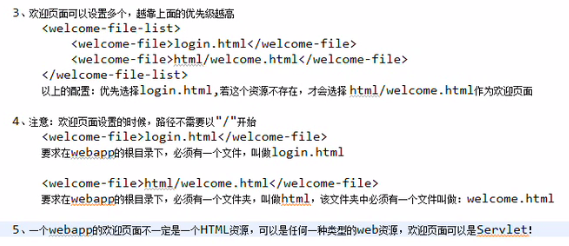 3、欢迎页面可以设置多个，越靠上面的优先级越高
<welcome-file-list>
<welcome-file>login.html</welcome-file>
<welcome-file>html/welcome.html</welcome-file>
</welcome-file-list>
以上的配置：优先选择login.html,若这个资源不存在，才会选择 html/welcome.html作为欢迎页面
4、注意：欢迎页面设置的时候，路径不需要以"/"开始
<welcome-file>login.html</welcome-file>
要求在webapp的根目录下，必须有一个文件，叫做login.html
<welcome-file>html/welcome.html</welcome-file>
要求在webapp的根目录下，必须有一个文件夹，叫做html，该文件夹中必须有一个文件叫做：welcome.html
5、一个webapp的欢迎页面不一定是一个HTML资源，可以是任何一种类型的web资源，欢迎页面可以是Servlet!